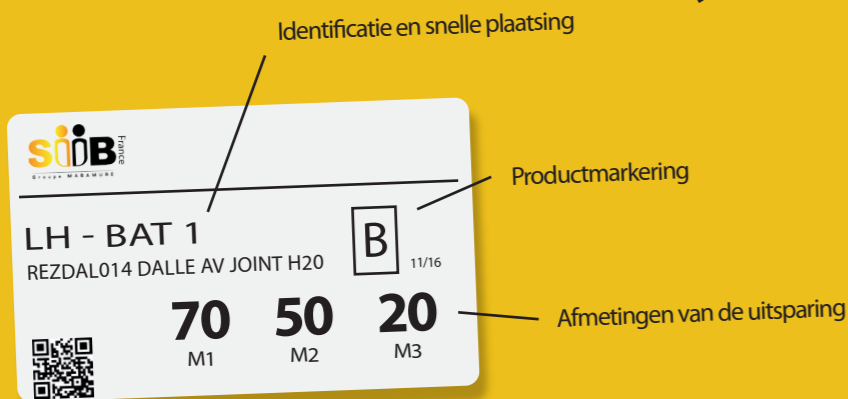 Identificatie en snelle plaatsing
SOOB France
Groupe MABAMURE
Productmarkering
LH - BAT 1
B
REZDAL014 DALLE AV JOINT H20
11/16
70 50 20
M1 M2 M3
Afmetingen van de uitsparing